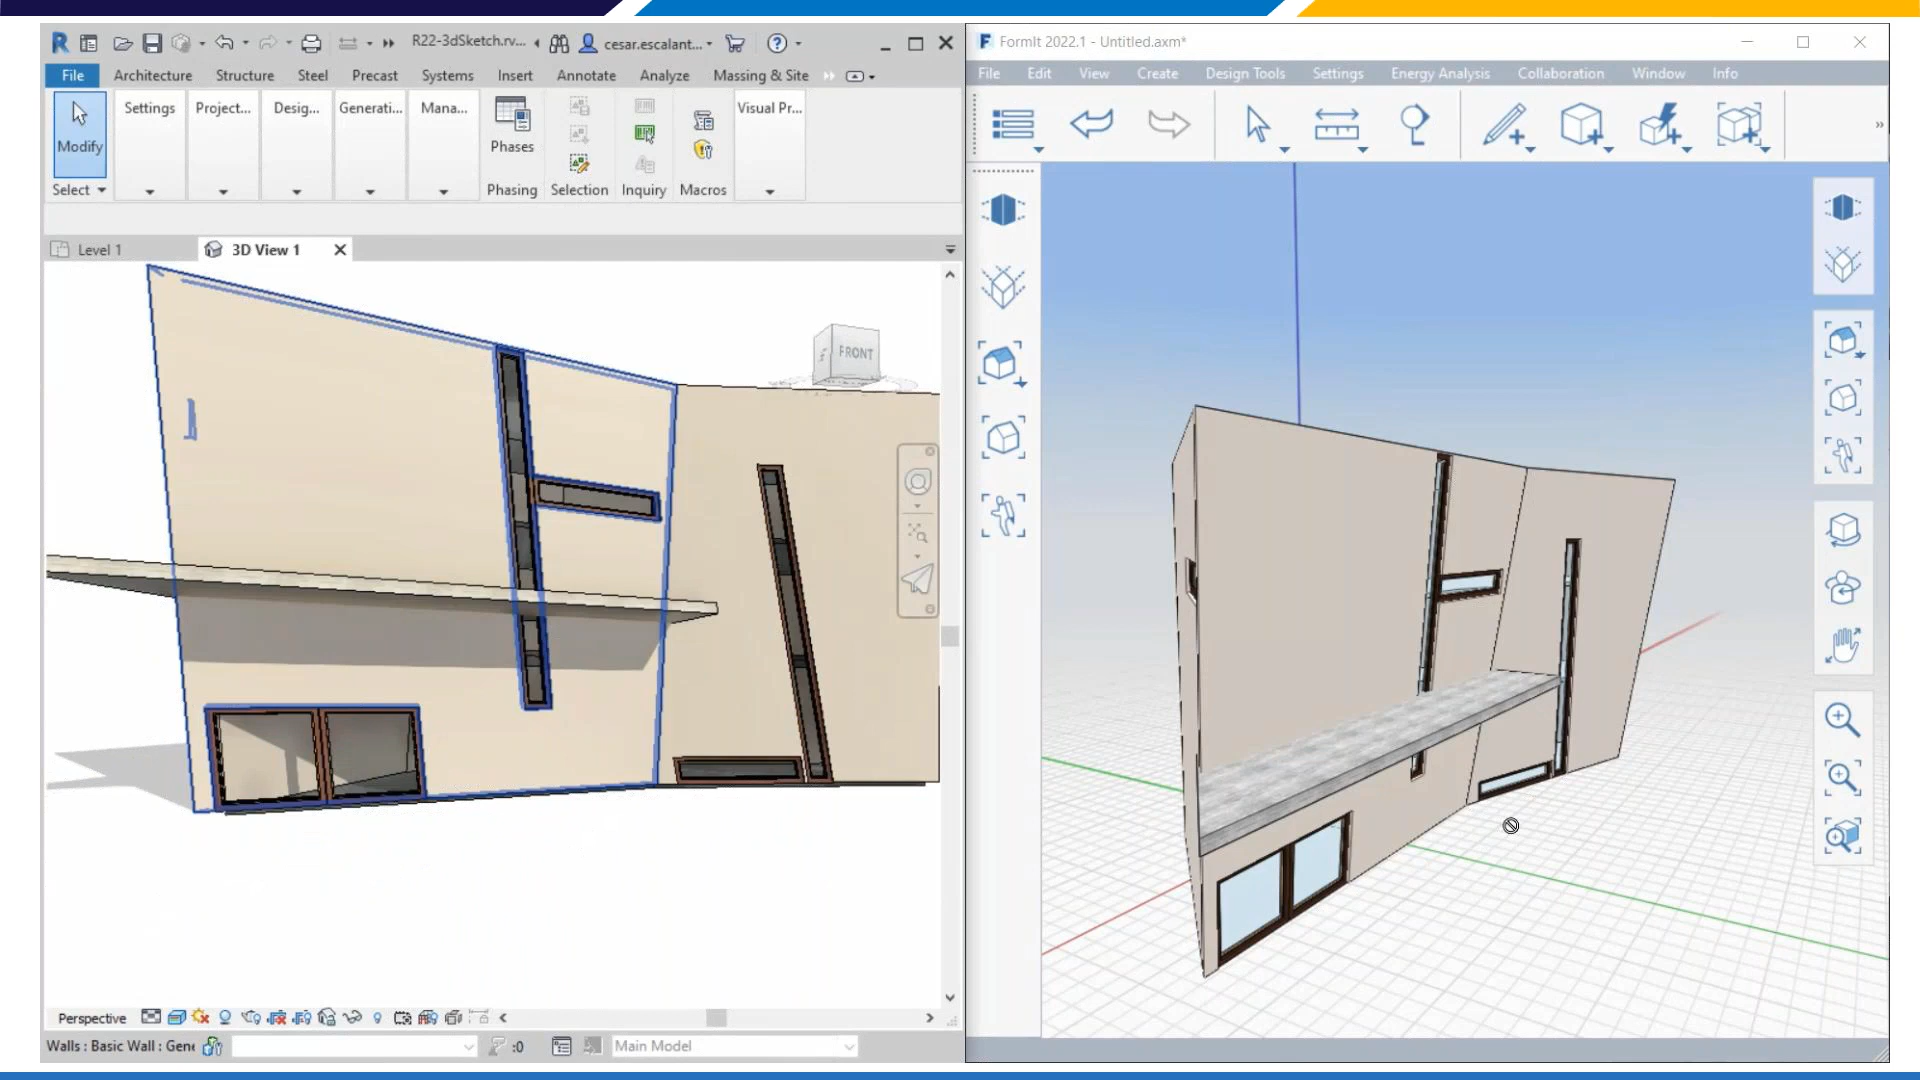 R22-3dSketch.rv...
cesar.escalant...
File
Architecture
Structure
Steel
Precast
Systems
Insert
Annotate
Analyze
Massing & Site
Modify
Settings
Project...
Desig...
Generati...
Mana...
Phases
Visual Pr...
Select
Phasing
Selection
Inquiry
Macros
Level 1
3D View 1
FRONT
Perspective
Walls : Basic Wall : Gene
:0
Main Model
FormIt 2022.1 - Untitled.axm*
File
Edit
View
Create
Design Tools
Settings
Energy Analysis
Collaboration
Window
Info